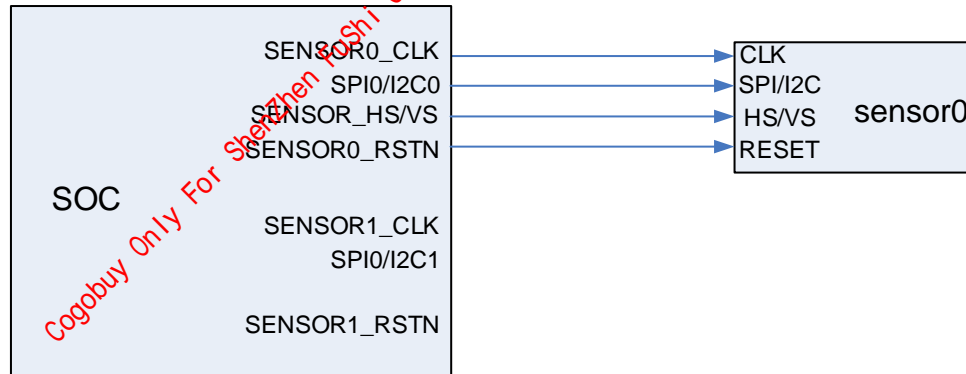 SENSOR0_CLK
SPI0/I2C0
SENSOR_HS/VS
SENSOR0_RSTN
SOC
SENSOR1_CLK
SPI0/I2C1
SENSOR1_RSTN
CLK
SPI/I2C
HS/VS
RESET
sensor0
Cogobuy Only For ShenZhen FuShi